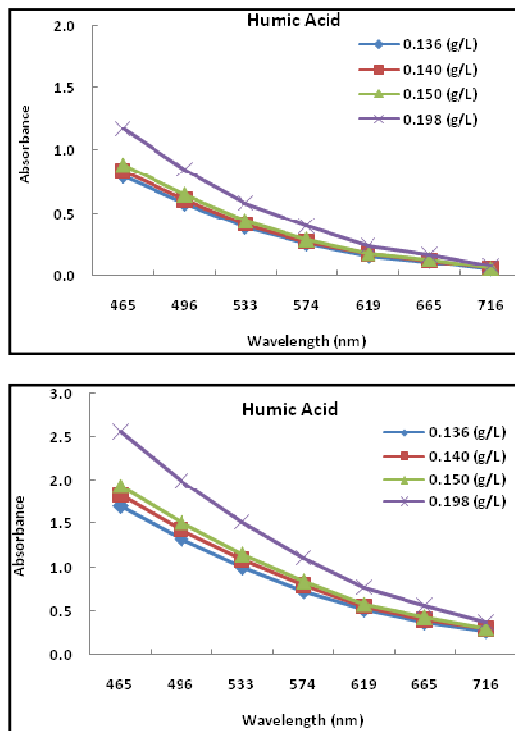 Humic Acid
2.0
1.5
1.0
0.5
0.0
Absorbance
0.136 (g/L)
0.140 (g/L)
0.150 (g/L)
0.198 (g/L)
465 496 533 574 619 665 716
Wavelength (nm)
Humic Acid
3.0
2.5
2.0
1.5
1.0
0.5
0.0
Absorbance
0.136 (g/L)
0.140 (g/L)
0.150 (g/L)
0.198 (g/L)
465 496 533 574 619 665 716
Wavelength (nm)